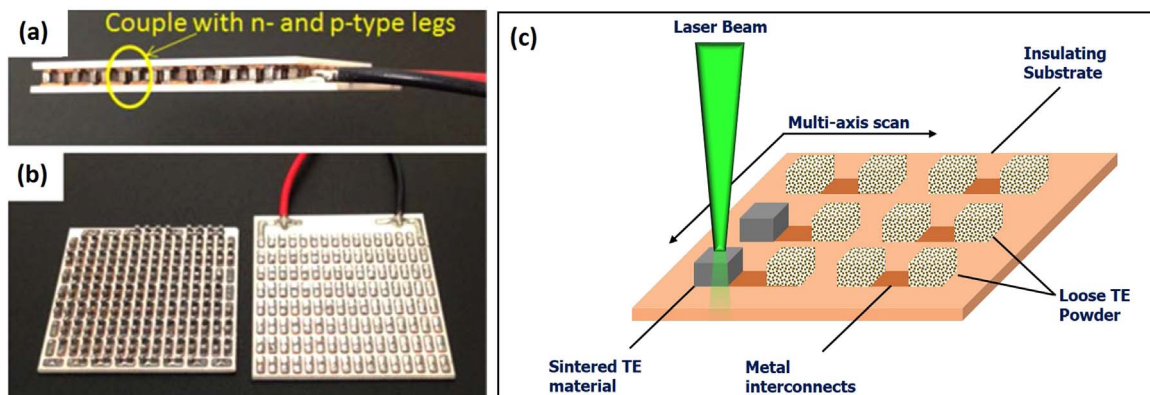 (a)
Couple with n- and p-type legs
(b)
(c)
Laser Beam
Insulating
Substrate
Multi-axis scan
Loose TE
Powder
Sintered TE
material
Metal
interconnects